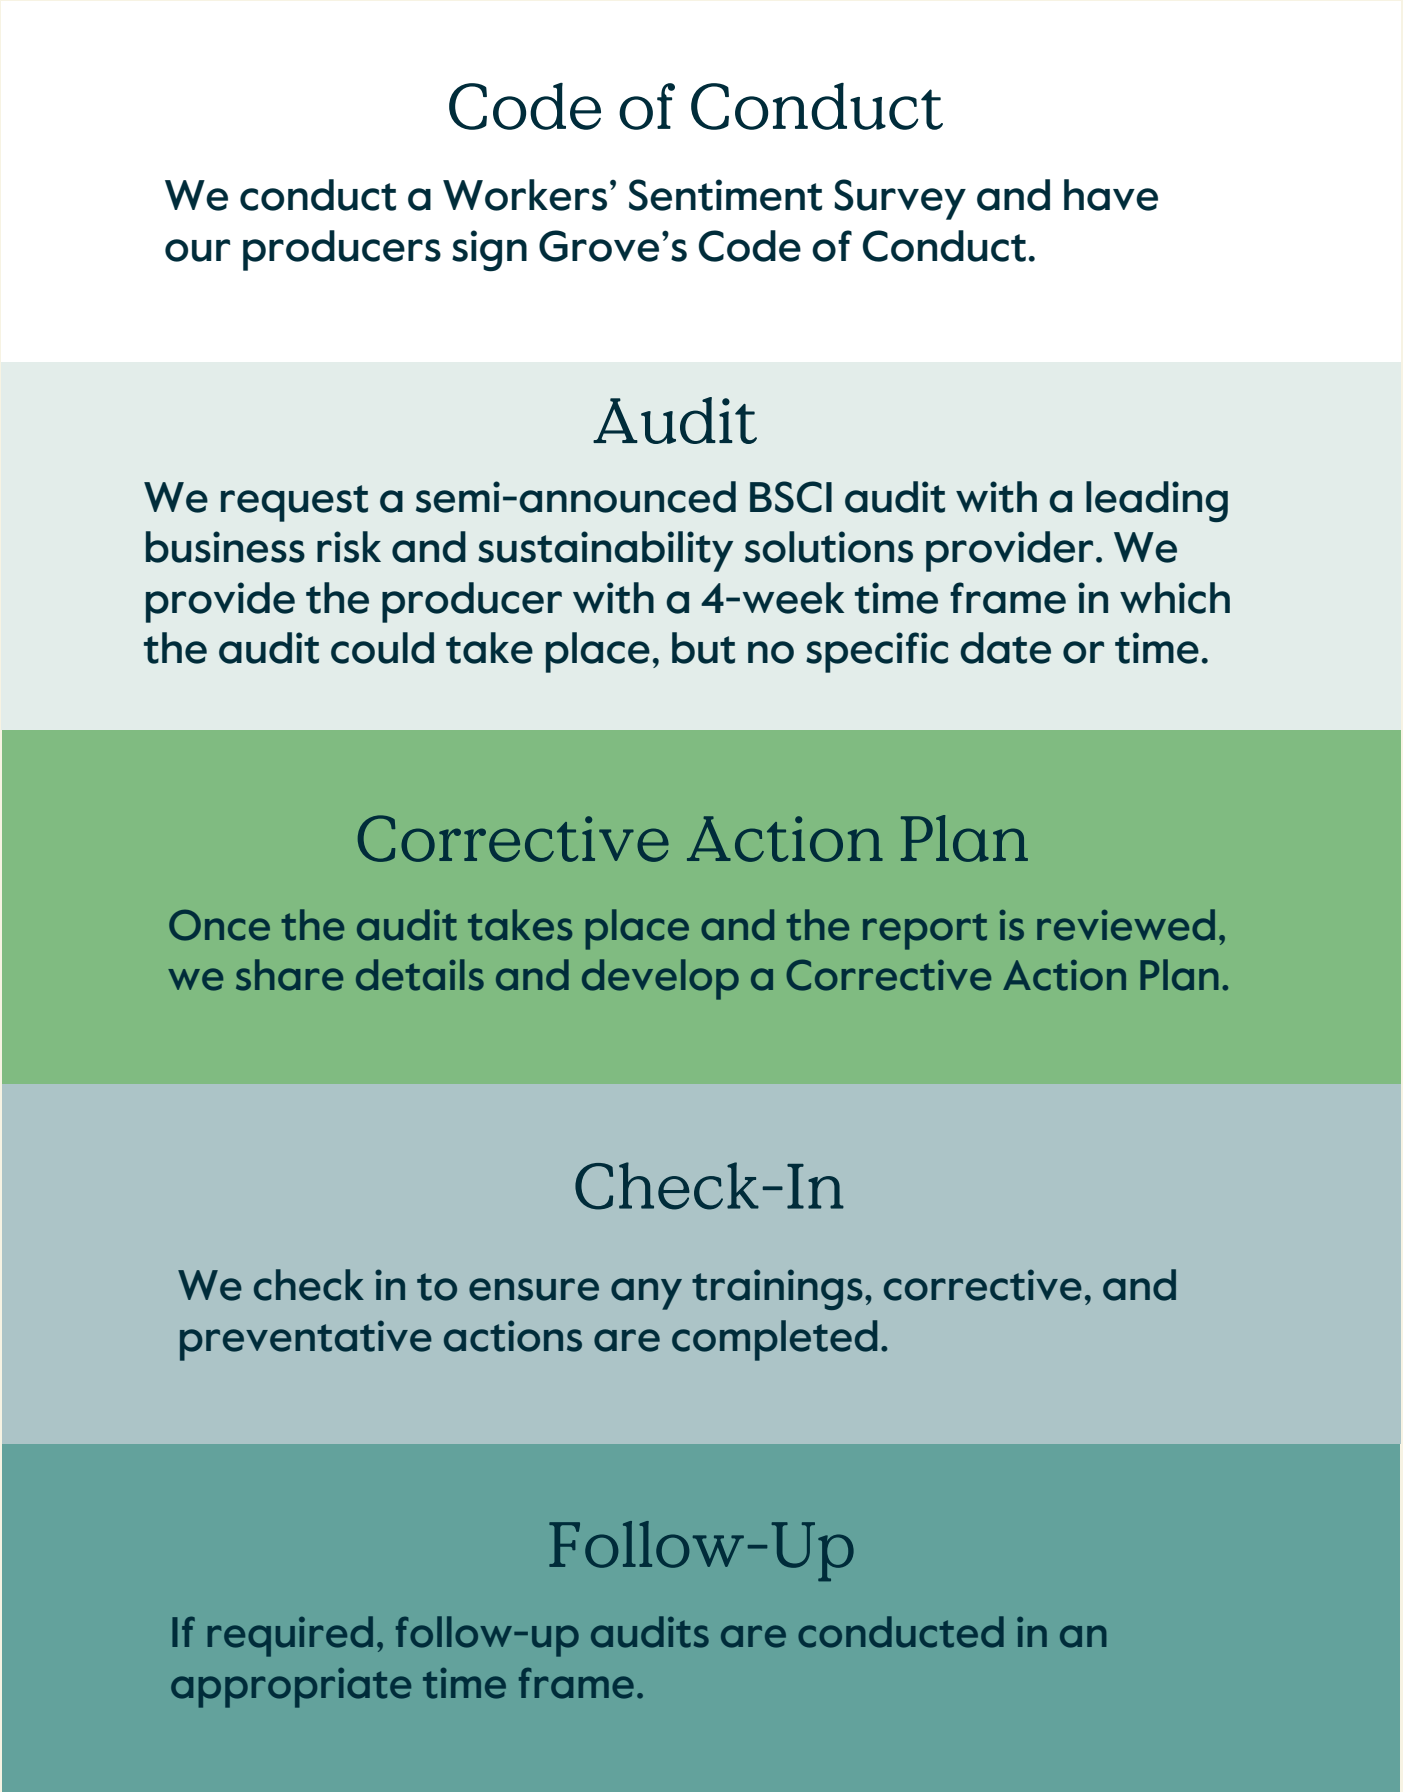 Code of Conduct
We conduct a Workers’ Sentiment Survey and have
our producers sign Grove’s Code of Conduct.
Audit
We request a semi-announced BSCI audit with a leading
business risk and sustainability solutions provider. We
provide the producer with a 4-week time frame in which
the audit could take place, but no specific date or time.
Corrective Action Plan
Once the audit takes place and the report is reviewed,
we share details and develop a Corrective Action Plan.
Check-In
We check in to ensure any trainings, corrective, and
preventative actions are completed.
Follow-Up
If required, follow-up audits are conducted in an
appropriate time frame.